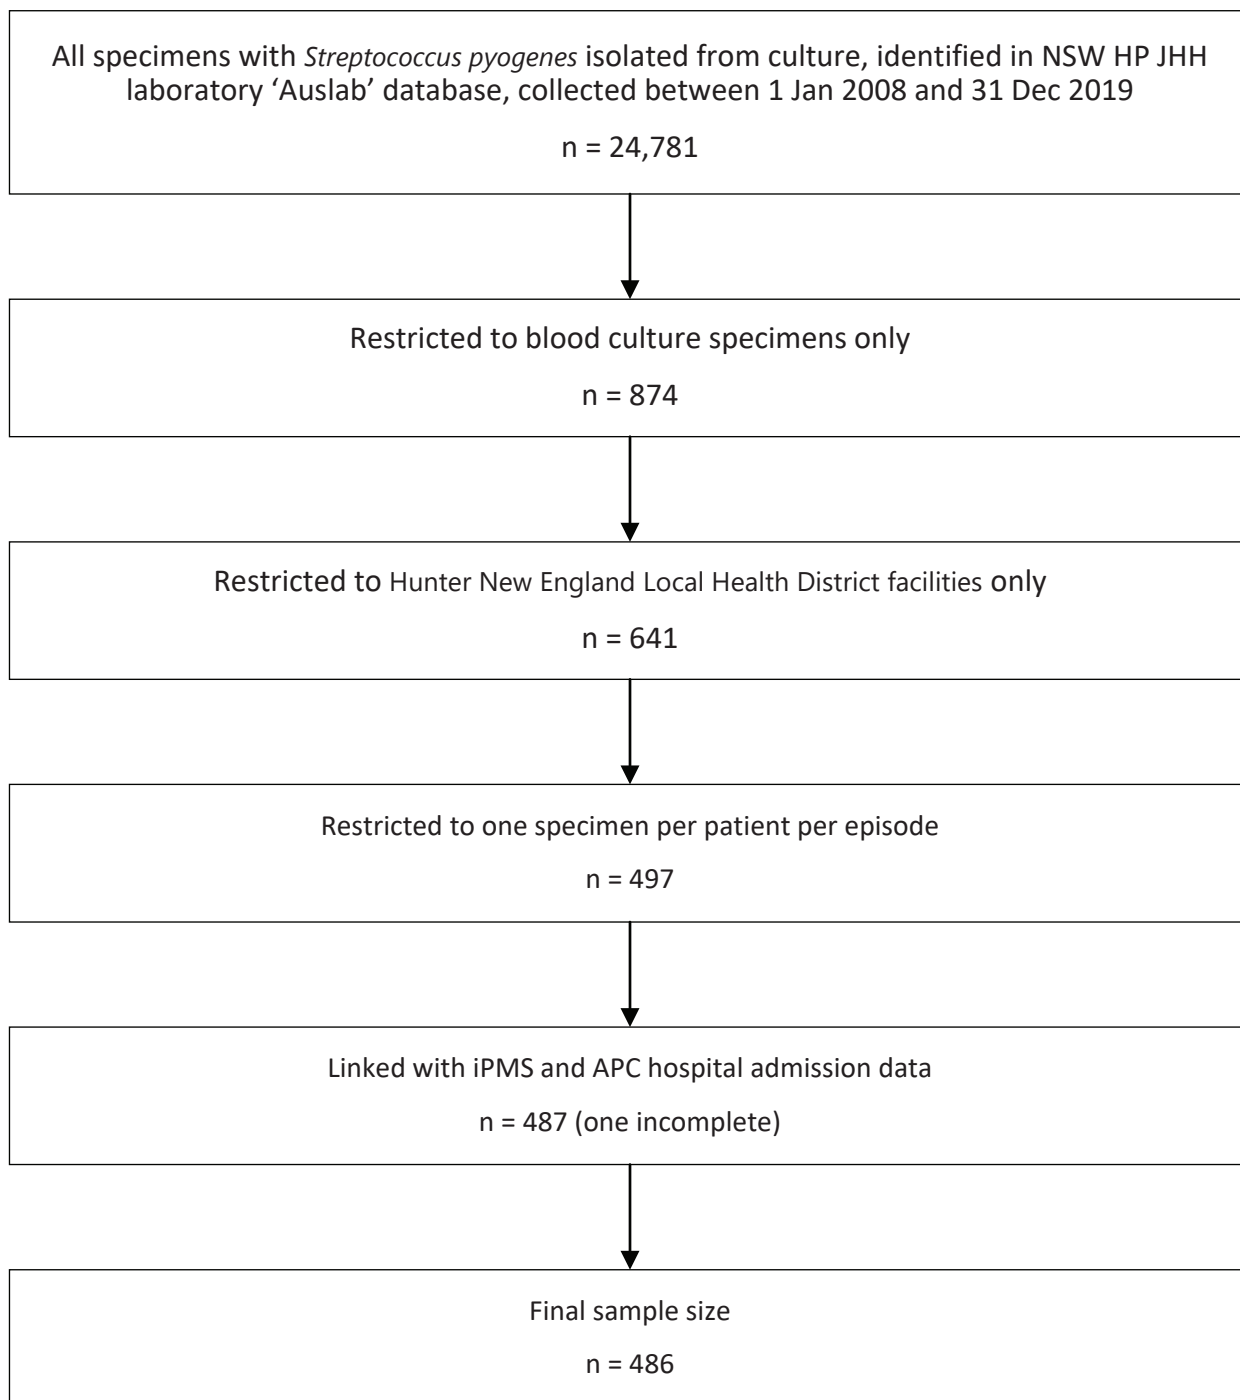 All specimens with Streptococcus pyogenes isolated from culture, identified in NSW HP JHH
laboratory ‘Auslab’ database, collected between 1 Jan 2008 and 31 Dec 2019
n = 24,781
Restricted to blood culture specimens only
n = 874
Restricted to Hunter New England Local Health District facilities only
n = 641
Restricted to one specimen per patient per episode
n = 497
Linked with iPMS and APC hospital admission data
n = 487 (one incomplete)
Final sample size
n = 486